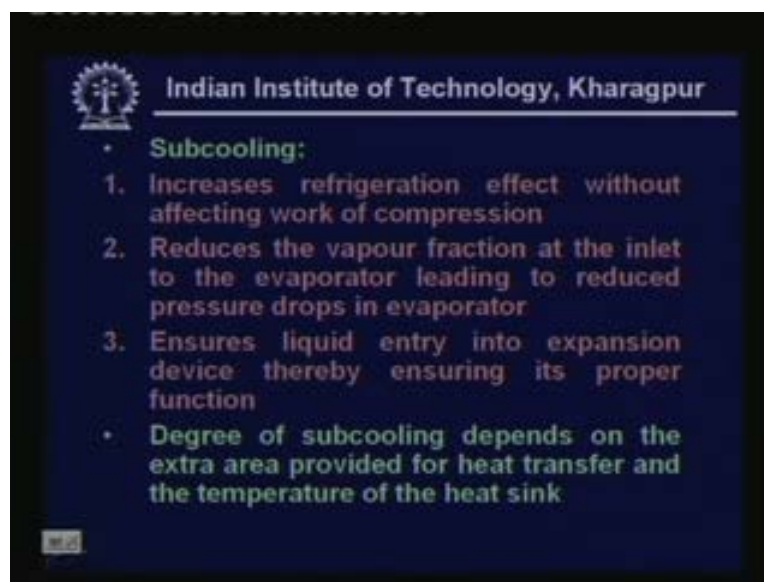 Indian Institute of Technology, Kharagpur
• Subcooling:
1. Increases refrigeration effect without
affecting work of compression
2. Reduces the vapour fraction at the inlet
to the evaporator leading to reduced
pressure drops in evaporator
3. Ensures liquid entry into expansion
device thereby ensuring its proper
function
• Degree of subcooling depends on the
extra area provided for heat transfer and
the temperature of the heat sink